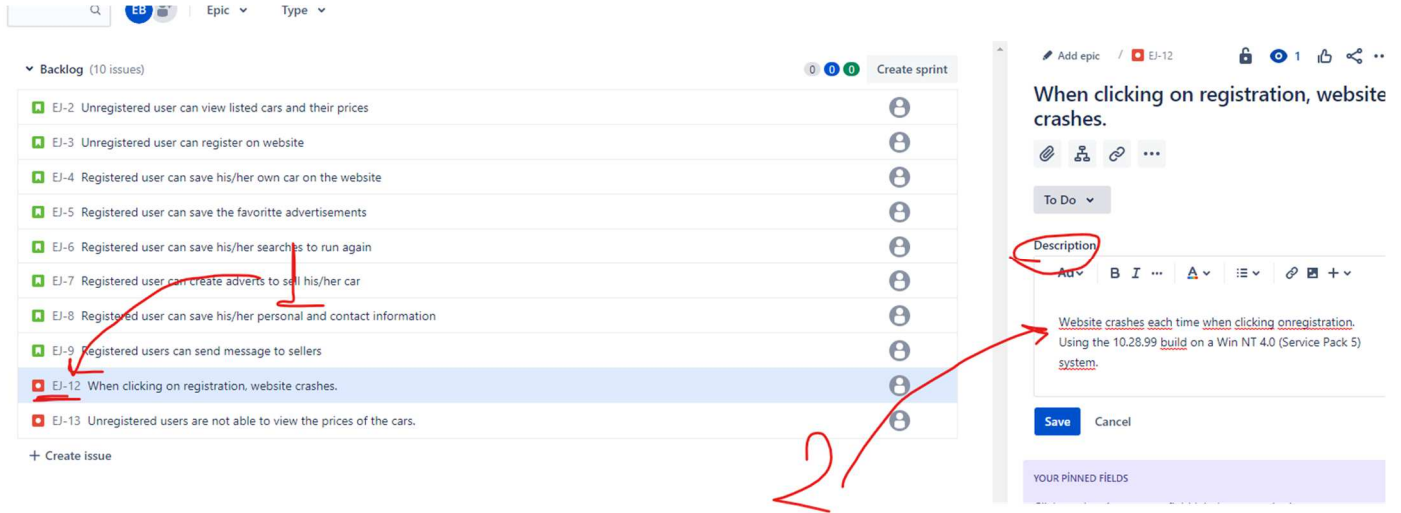 EB
Epic
Type
Backlog (10 issues)
0 0 0
Create sprint
EJ-2 Unregistered user can view listed cars and their prices
EJ-3 Unregistered user can register on website
EJ-4 Registered user can save his/her own car on the website
EJ-5 Registered user can save the favoritte advertisements
EJ-6 Registered user can save his/her searches to run again
EJ-7 Registered user can create adverts to sell his/her car
EJ-8 Registered user can save his/her personal and contact information
EJ-9 Registered users can send message to sellers
EJ-12 When clicking on registration, website crashes.
EJ-13 Unregistered users are not able to view the prices of the cars.
+ Create issue
1
2
Add epic / EJ-12
1
When clicking on registration, website
crashes.
To Do
Description
Aa B I ... A
Website crashes each time when clicking onregistration.
Using the 10.28.99 build on a Win NT 4.0 (Service Pack 5)
system.
Save Cancel
YOUR PINNED FIELDS